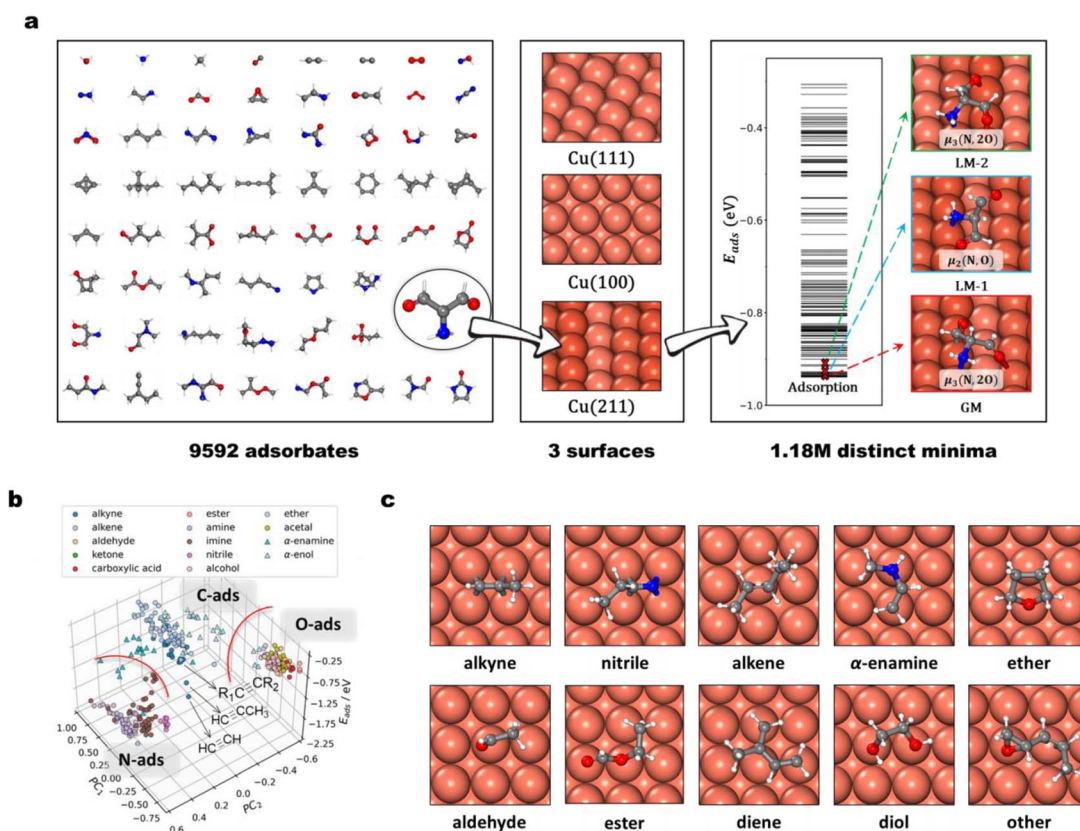 a
Cu(111)
Cu(100)
Cu(211)
E_ads (eV)
−0.4
−0.6
−0.8
−1.0
Adsorption
μ₃(N, 2O)
LM-2
μ₂(N, O)
LM-1
μ₃(N, 2O)
GM
9592 adsorbates
3 surfaces
1.18M distinct minima
b
alkyne
alkene
aldehyde
ketone
carboxylic acid
ester
amine
imine
nitrile
alcohol
ether
acetal
α-enamine
α-enol
C-ads
O-ads
N-ads
R₁C≡CR₂
HC≡CCH₃
HC≡CH
1.00
0.75
0.50
0.25
0.00
−0.25
−0.50
−0.75
PC₁
0.6
0.4
0.2
0.0
−0.2
−0.4
−0.6
PC₂
−0.25
−0.75
−1.25
−1.75
−2.25
E_ads / eV
c
alkyne
nitrile
alkene
α-enamine
ether
aldehyde
ester
diene
diol
other